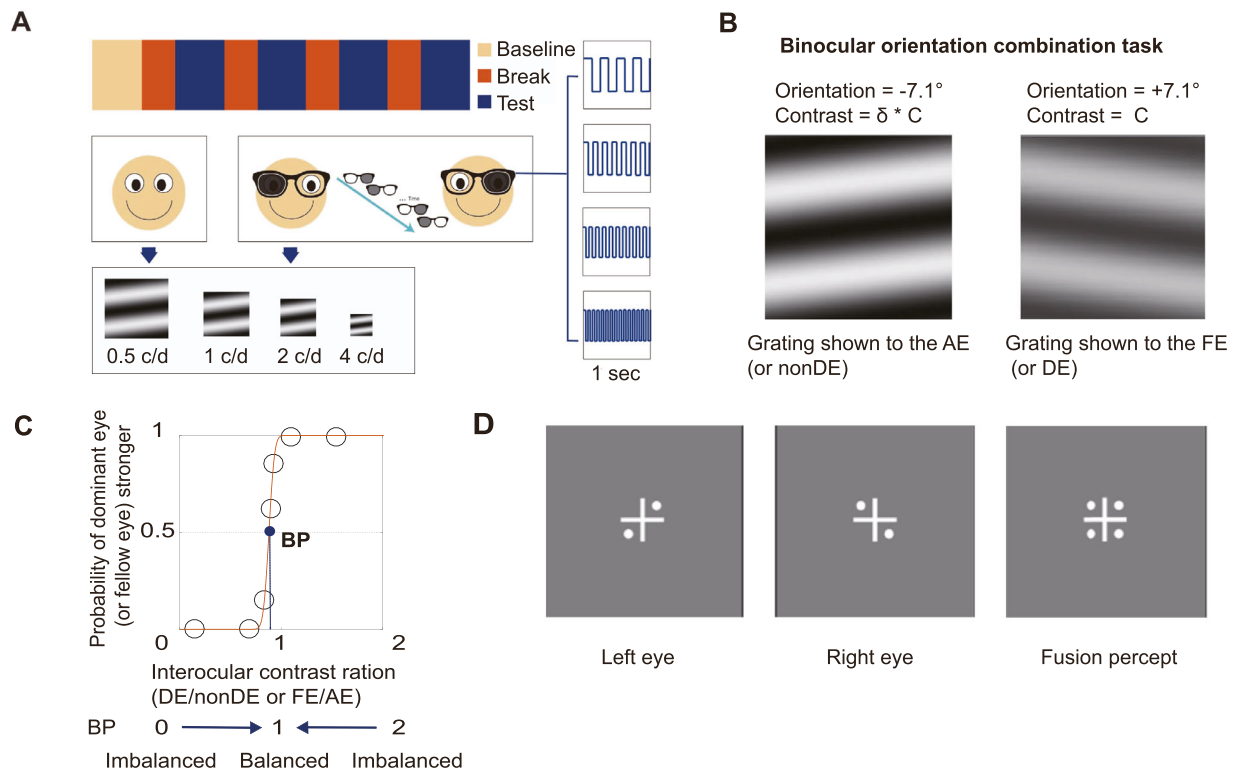 A
Baseline
Break
Test
... Time
0.5 c/d
1 c/d
2 c/d
4 c/d
1 sec
B
Binocular orientation combination task
Orientation = -7.1°
Contrast = δ * C
Orientation = +7.1°
Contrast =  C
Grating shown to the AE
(or nonDE)
Grating shown to the FE
(or DE)
C
Probability of dominant eye
(or fellow eye) stronger
1
0.5
BP
0
1
2
Interocular contrast ration
(DE/nonDE or FE/AE)
BP 0 1 2
Imbalanced Balanced Imbalanced
D
Left eye
Right eye
Fusion percept